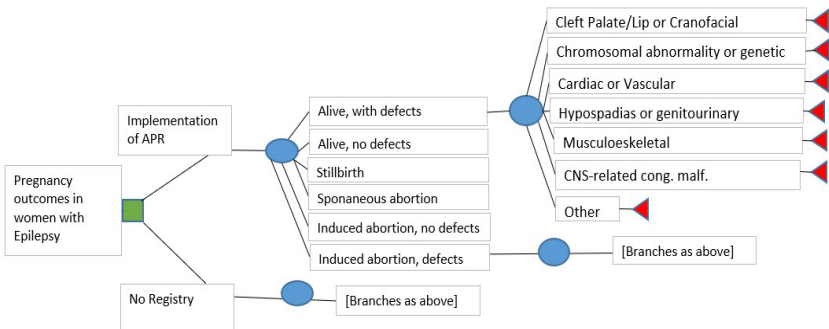 Pregnancy
outcomes in
women with
Epilepsy
Implementation
of APR
No Registry
Alive, with defects
Alive, no defects
Stillbirth
Sponaneous abortion
Induced abortion, no defects
Induced abortion, defects
[Branches as above]
Cleft Palate/Lip or Cranofacial
Chromosomal abnormality or genetic
Cardiac or Vascular
Hypospadias or genitourinary
Musculoeskeletal
CNS-related cong. malf.
Other
[Branches as above]